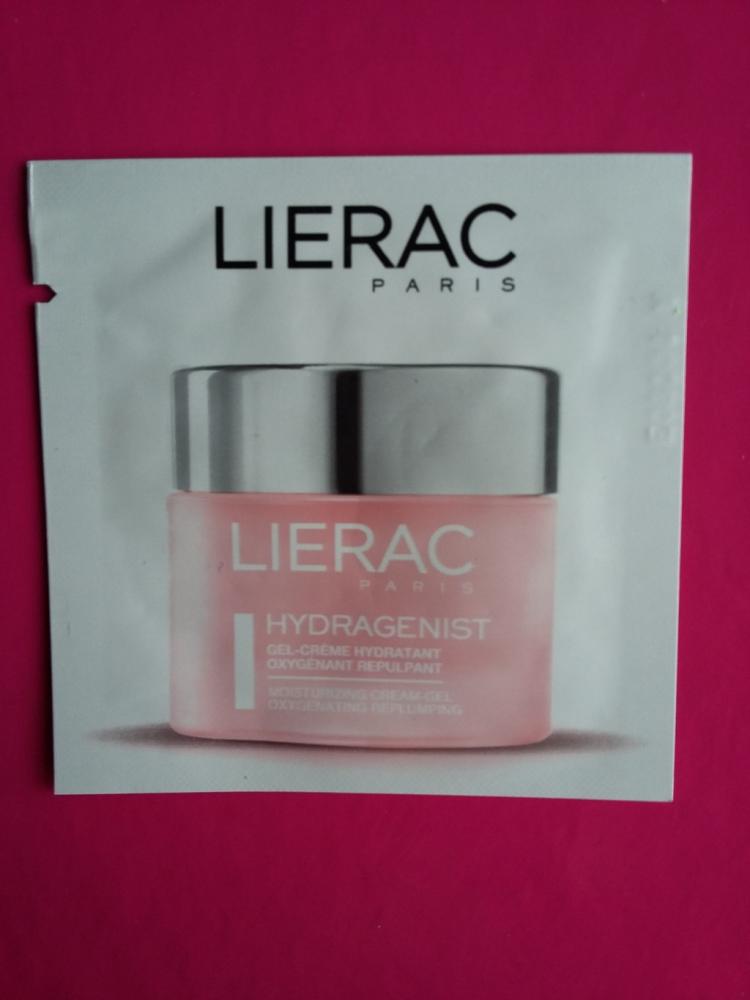 LIERAC
PARIS
LIERAC
PARIS
HYDRAGENIST
GEL-CRÈME HYDRATANT
OXYGÉNANT REPULPANT
MOISTURIZING CREAM-GEL
OXYGENATING REPLUMPING